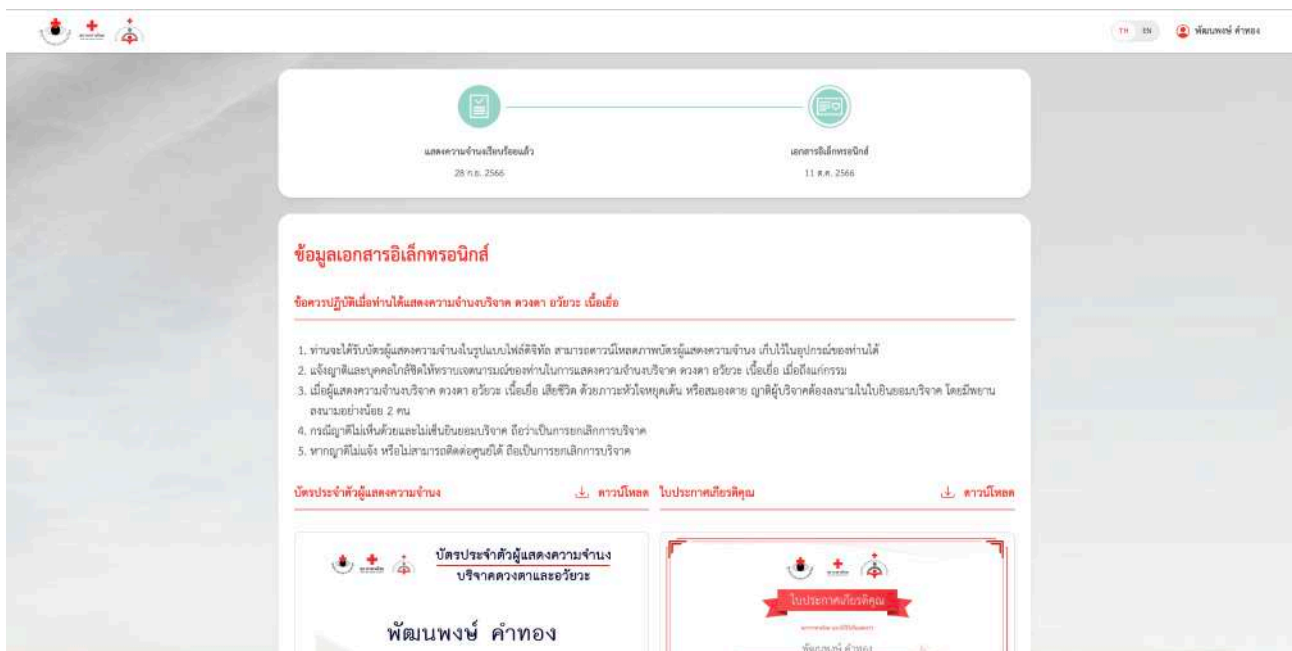 TH EN พัฒนพงษ์ คำทอง
แสดงความจำนงเรียบร้อยแล้ว
28 ก.ย. 2566
เอกสารอิเล็กทรอนิกส์
11 ต.ค. 2566
ข้อมูลเอกสารอิเล็กทรอนิกส์
ข้อควรปฏิบัติเมื่อท่านได้แสดงความจำนงบริจาค ดวงตา อวัยวะ เนื้อเยื่อ
1. ท่านจะได้รับบัตรผู้แสดงความจำนงในรูปแบบไฟล์ดิจิทัล สามารถดาวน์โหลดภาพบัตรผู้แสดงความจำนง เก็บไว้ในอุปกรณ์ของท่านได้
2. แจ้งญาติและบุคคลใกล้ชิดให้ทราบเจตนารมณ์ของท่านในการแสดงความจำนงบริจาค ดวงตา อวัยวะ เนื้อเยื่อ เมื่อถึงแก่กรรม
3. เมื่อผู้แสดงความจำนงบริจาค ดวงตา อวัยวะ เนื้อเยื่อ เสียชีวิต ด้วยภาวะหัวใจหยุดเต้น หรือสมองตาย ญาติผู้บริจาคต้องลงนามในใบยินยอมบริจาค โดยมีพยาน
ลงนามอย่างน้อย 2 คน
4. กรณีญาติไม่เห็นด้วยและไม่เซ็นยินยอมบริจาค ถือว่าเป็นการยกเลิกการบริจาค
5. หากญาติไม่แจ้ง หรือไม่สามารถติดต่อศูนย์ได้ ถือเป็นการยกเลิกการบริจาค
บัตรประจำตัวผู้แสดงความจำนง ดาวน์โหลด
ใบประกาศเกียรติคุณ ดาวน์โหลด
บัตรประจำตัวผู้แสดงความจำนง
บริจาคดวงตาและอวัยวะ
พัฒนพงษ์ คำทอง
ใบประกาศเกียรติคุณ
พัฒนพงษ์ คำทอง